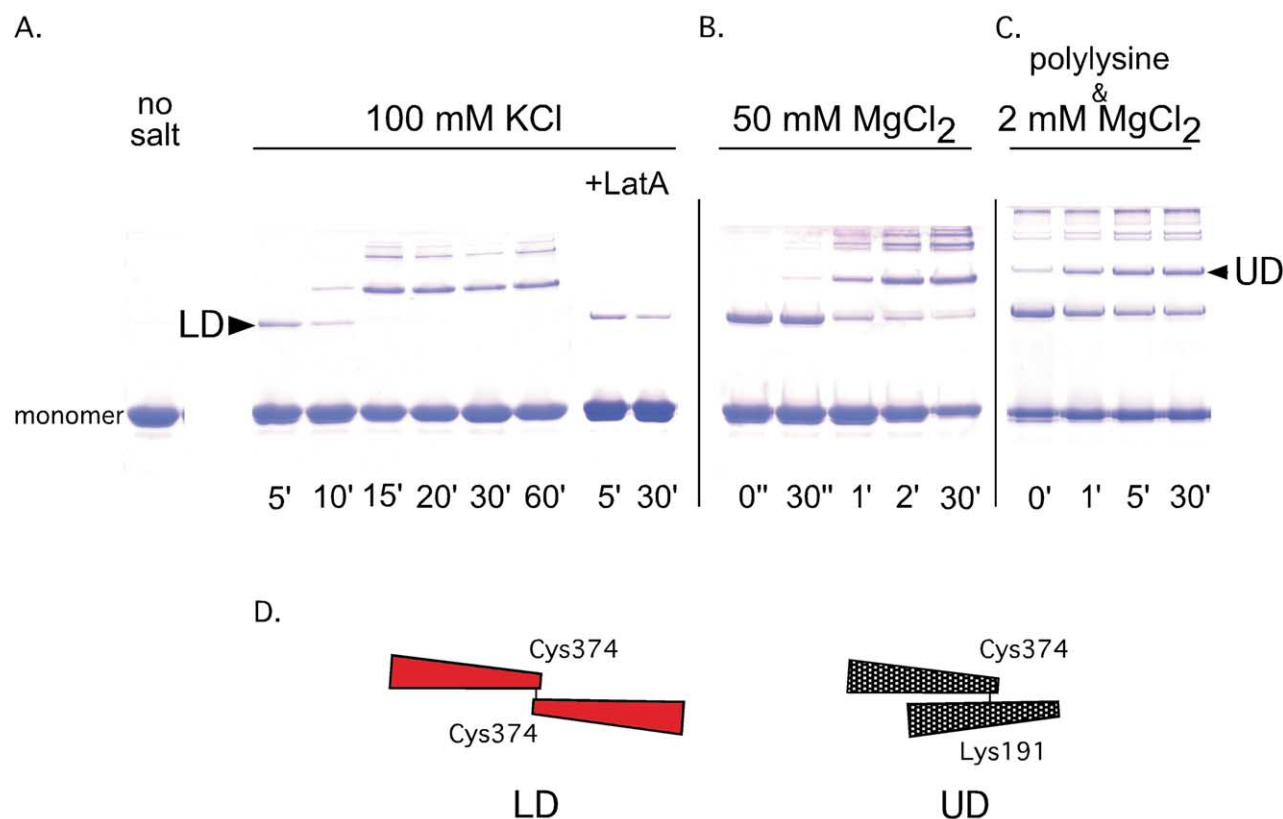 A.
B.
C.
no
salt
100 mM KCl
50 mM MgCl2
polylysine
&
2 mM MgCl2
+LatA
LD
UD
monomer
5' 10' 15' 20' 30' 60' 5' 30'
0" 30" 1' 2' 30'
0' 1' 5' 30'
D.
Cys374
Cys374
LD
Cys374
Lys191
UD